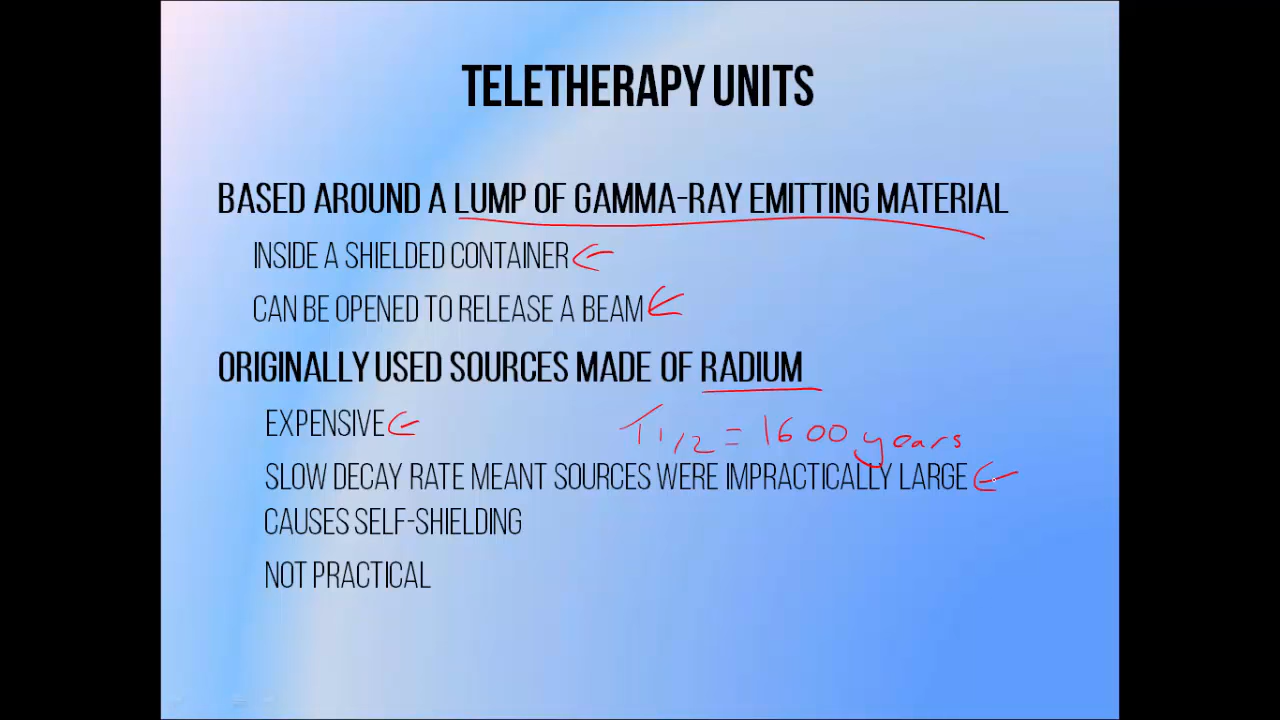 TELETHERAPY UNITS
BASED AROUND A LUMP OF GAMMA-RAY EMITTING MATERIAL
INSIDE A SHIELDED CONTAINER
CAN BE OPENED TO RELEASE A BEAM
ORIGINALLY USED SOURCES MADE OF RADIUM
EXPENSIVE
T1/2 = 1600 years
SLOW DECAY RATE MEANT SOURCES WERE IMPRACTICALLY LARGE
CAUSES SELF-SHIELDING
NOT PRACTICAL